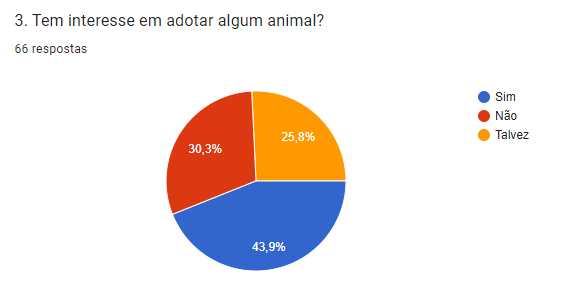 3. Tem interesse em adotar algum animal?
66 respostas
Sim
Não
Talvez
25,8%
30,3%
43,9%